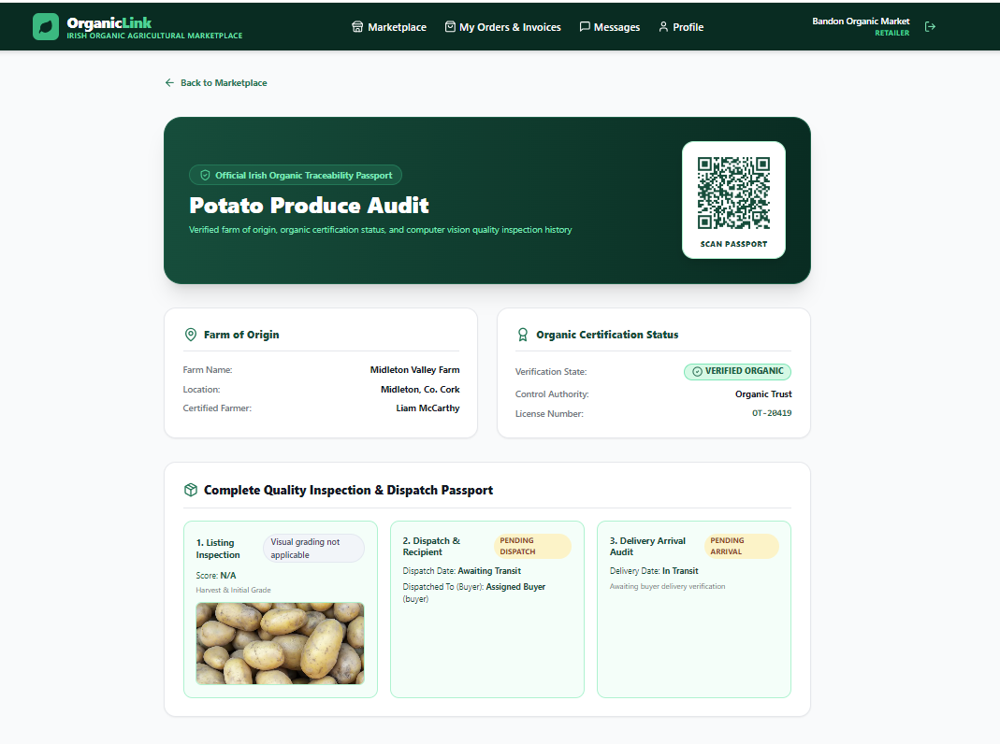 OrganicLink
IRISH ORGANIC AGRICULTURAL MARKETPLACE
Marketplace
My Orders & Invoices
Messages
Profile
Bandon Organic Market
RETAILER
Back to Marketplace
Official Irish Organic Traceability Passport
Potato Produce Audit
Verified farm of origin, organic certification status, and computer vision quality inspection history
SCAN PASSPORT
Farm of Origin
Farm Name: Midleton Valley Farm
Location: Midleton, Co. Cork
Certified Farmer: Liam McCarthy
Organic Certification Status
Verification State: VERIFIED ORGANIC
Control Authority: Organic Trust
License Number: OT-20419
Complete Quality Inspection & Dispatch Passport
1. Listing
Inspection
Visual grading not
applicable
Score: N/A
Harvest & Initial Grade
2. Dispatch &
Recipient
PENDING
DISPATCH
Dispatch Date: Awaiting Transit
Dispatched To (Buyer): Assigned Buyer
(buyer)
3. Delivery Arrival
Audit
PENDING
ARRIVAL
Delivery Date: In Transit
Awaiting buyer delivery verification